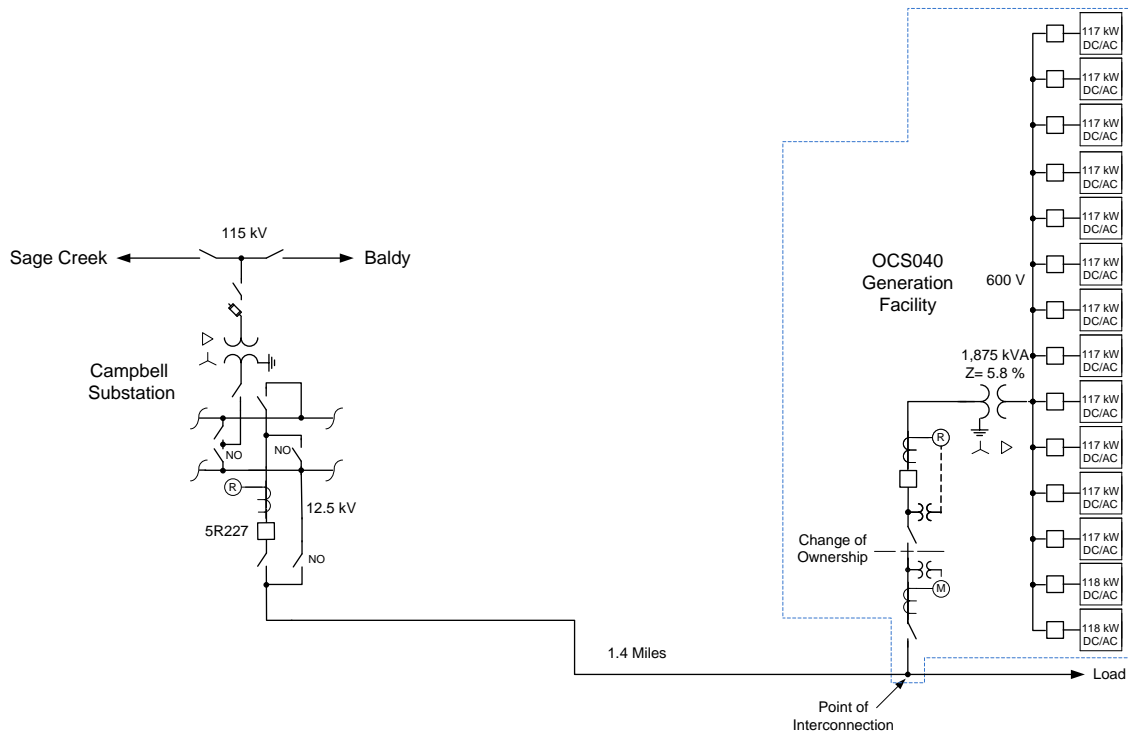 115 kV
Sage Creek
Baldy
Campbell
Substation
NO
NO
R
12.5 kV
5R227
NO
1.4 Miles
Load
Point of
Interconnection
Change of
Ownership
R
M
OCS040
Generation
Facility
600 V
1,875 kVA
Z= 5.8 %
117 kW
DC/AC
117 kW
DC/AC
117 kW
DC/AC
117 kW
DC/AC
117 kW
DC/AC
117 kW
DC/AC
117 kW
DC/AC
117 kW
DC/AC
117 kW
DC/AC
117 kW
DC/AC
117 kW
DC/AC
117 kW
DC/AC
118 kW
DC/AC
118 kW
DC/AC